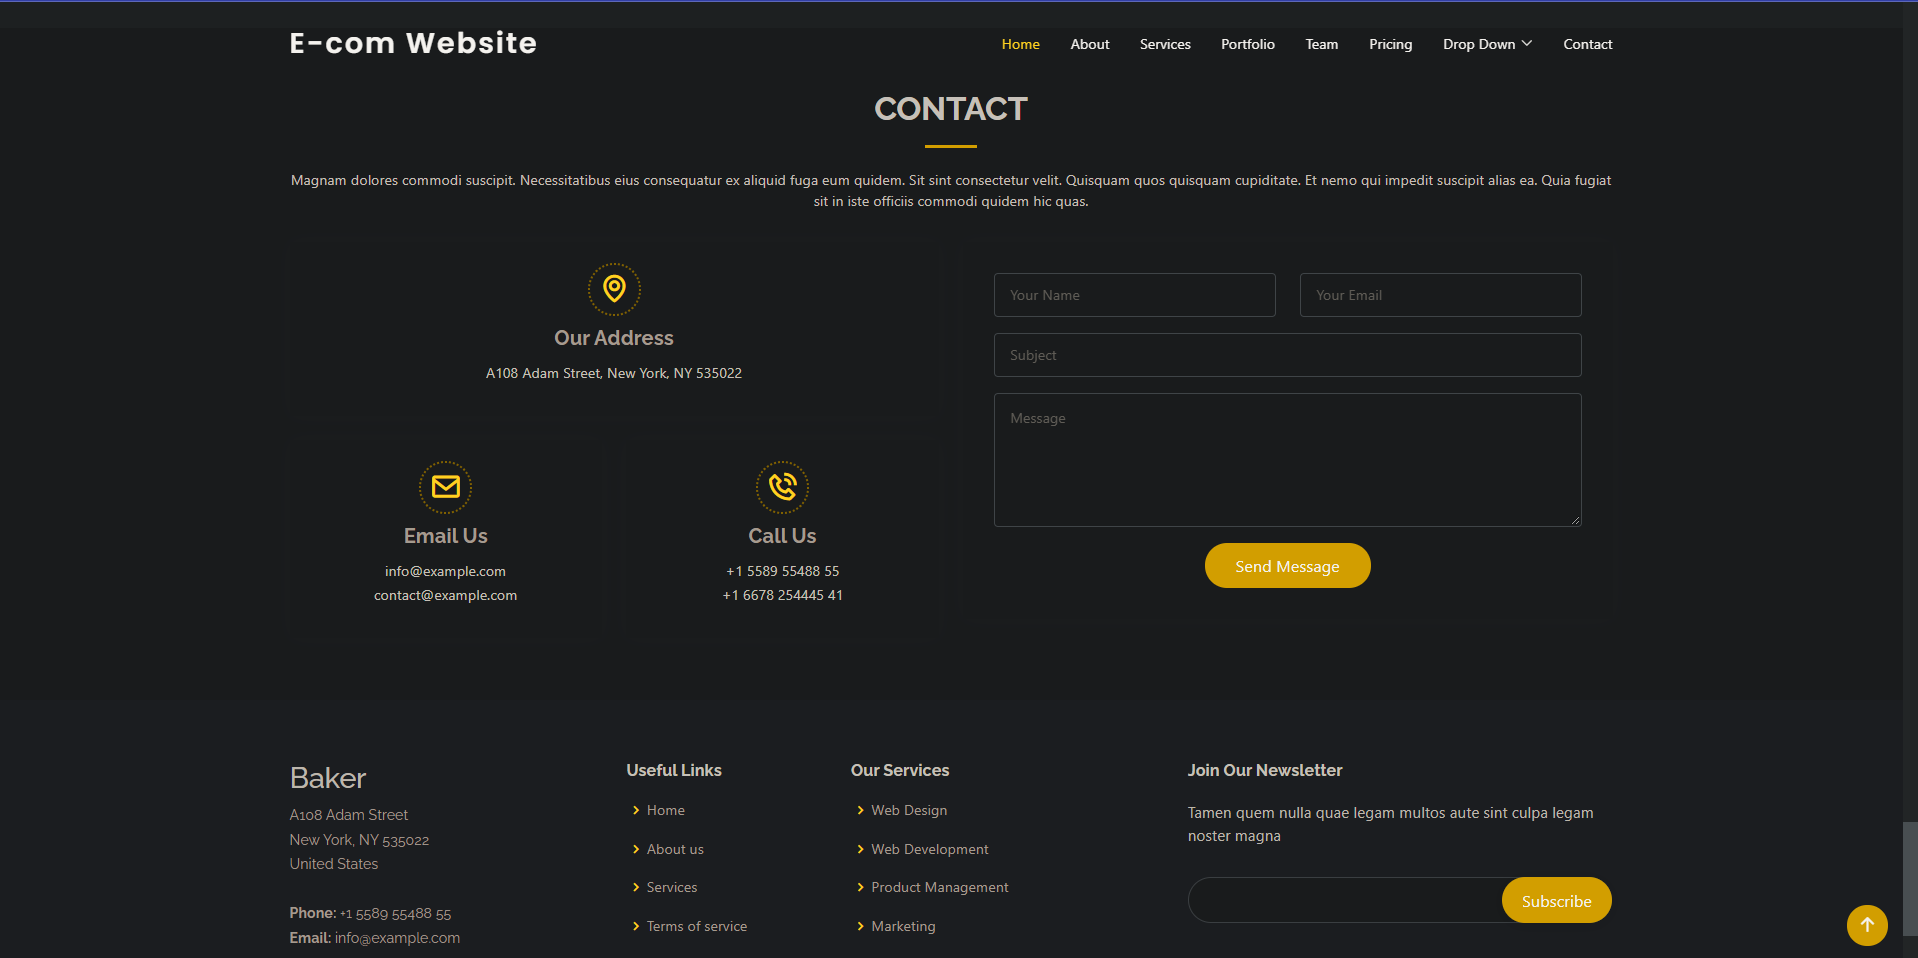 E-com Website
Home About Services Portfolio Team Pricing Drop Down Contact
CONTACT
Magnam dolores commodi suscipit. Necessitatibus eius consequatur ex aliquid fuga eum quidem. Sit sint consectetur velit. Quisquam quos quisquam cupiditate. Et nemo qui impedit suscipit alias ea. Quia fugiat
sit in iste officiis commodi quidem hic quas.
Our Address
A108 Adam Street, New York, NY 535022
Email Us
info@example.com
contact@example.com
Call Us
+1 5589 55488 55
+1 6678 254445 41
Your Name
Your Email
Subject
Message
Send Message
Baker
A108 Adam Street
New York, NY 535022
United States
Phone: +1 5589 55488 55
Email: info@example.com
Useful Links
Home
About us
Services
Terms of service
Our Services
Web Design
Web Development
Product Management
Marketing
Join Our Newsletter
Tamen quem nulla quae legam multos aute sint culpa legam
noster magna
Subscribe